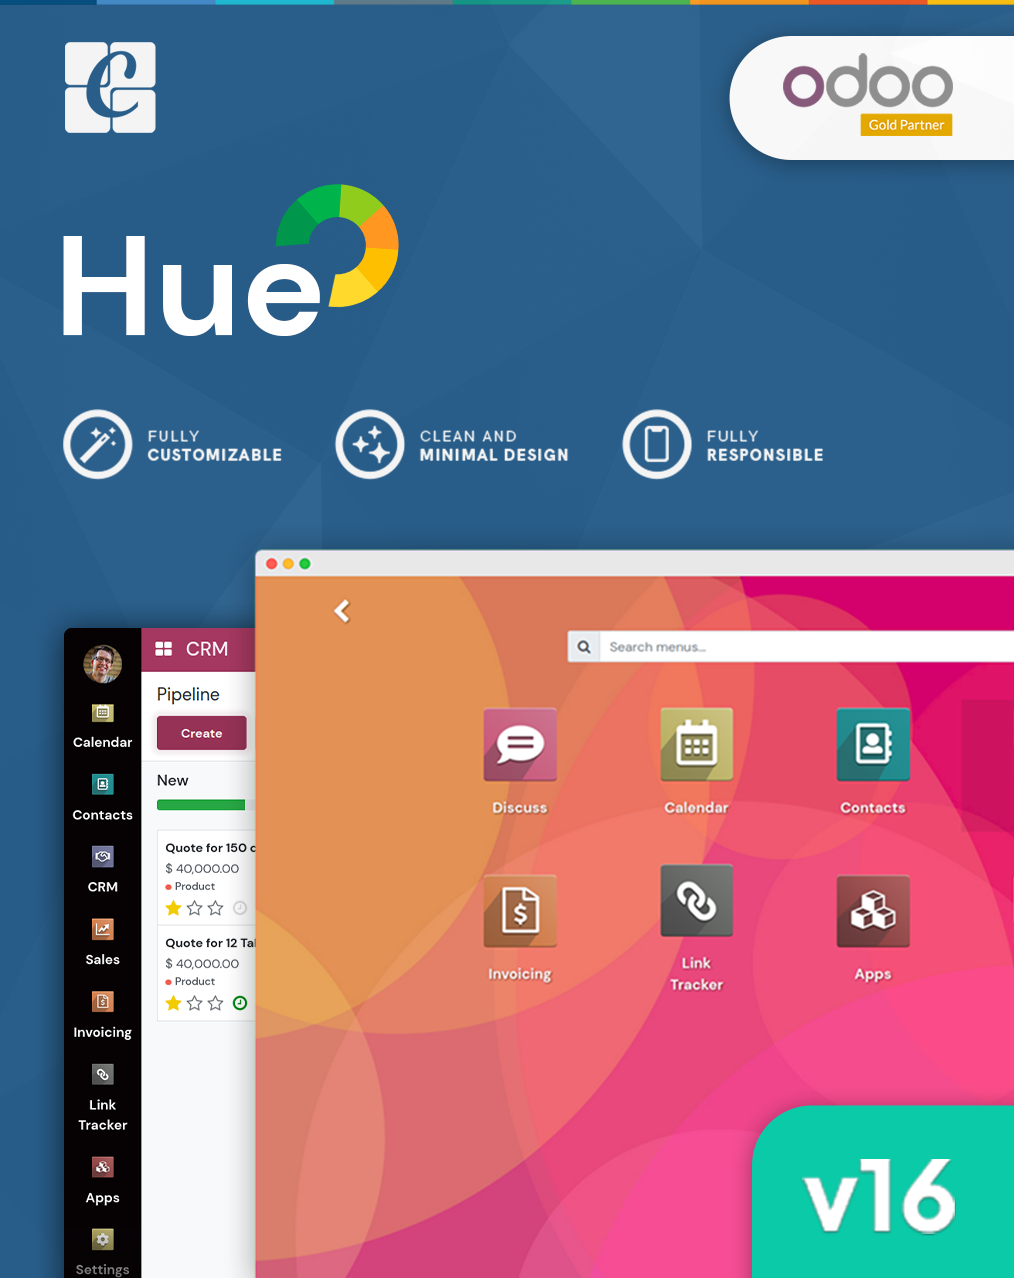 C
odoo
Gold Partner
Hue
FULLY
CUSTOMIZABLE
CLEAN AND
MINIMAL DESIGN
FULLY
RESPONSIBLE
CRM
Pipeline
Create
New
Quote for 150 c
$ 40,000.00
Product
Quote for 12 Tal
$ 40,000.00
Product
Calendar
Contacts
CRM
Sales
Invoicing
Link
Tracker
Apps
Settings
Search menus...
Discuss
Calendar
Contacts
Invoicing
Link
Tracker
Apps
v16